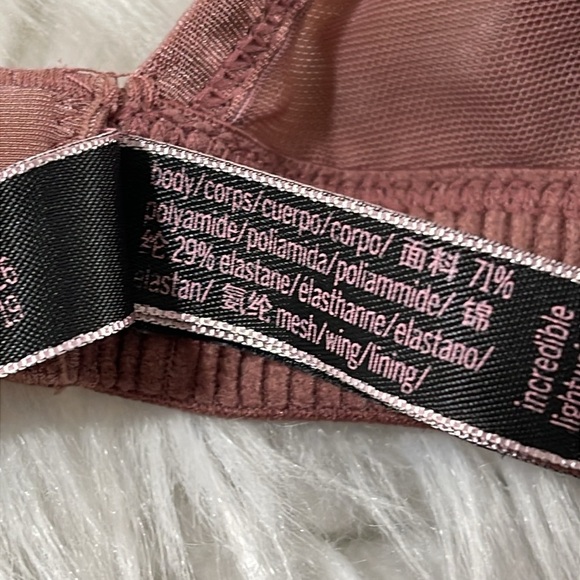 body/corps/cuerpo/corpo/ 面料 71%
polyamide/poliamida/poliammide/ 锦
纶 29% elastane/élasthanne/elastano/
elastan/ 氨纶 mesh/wing/lining/
incredible